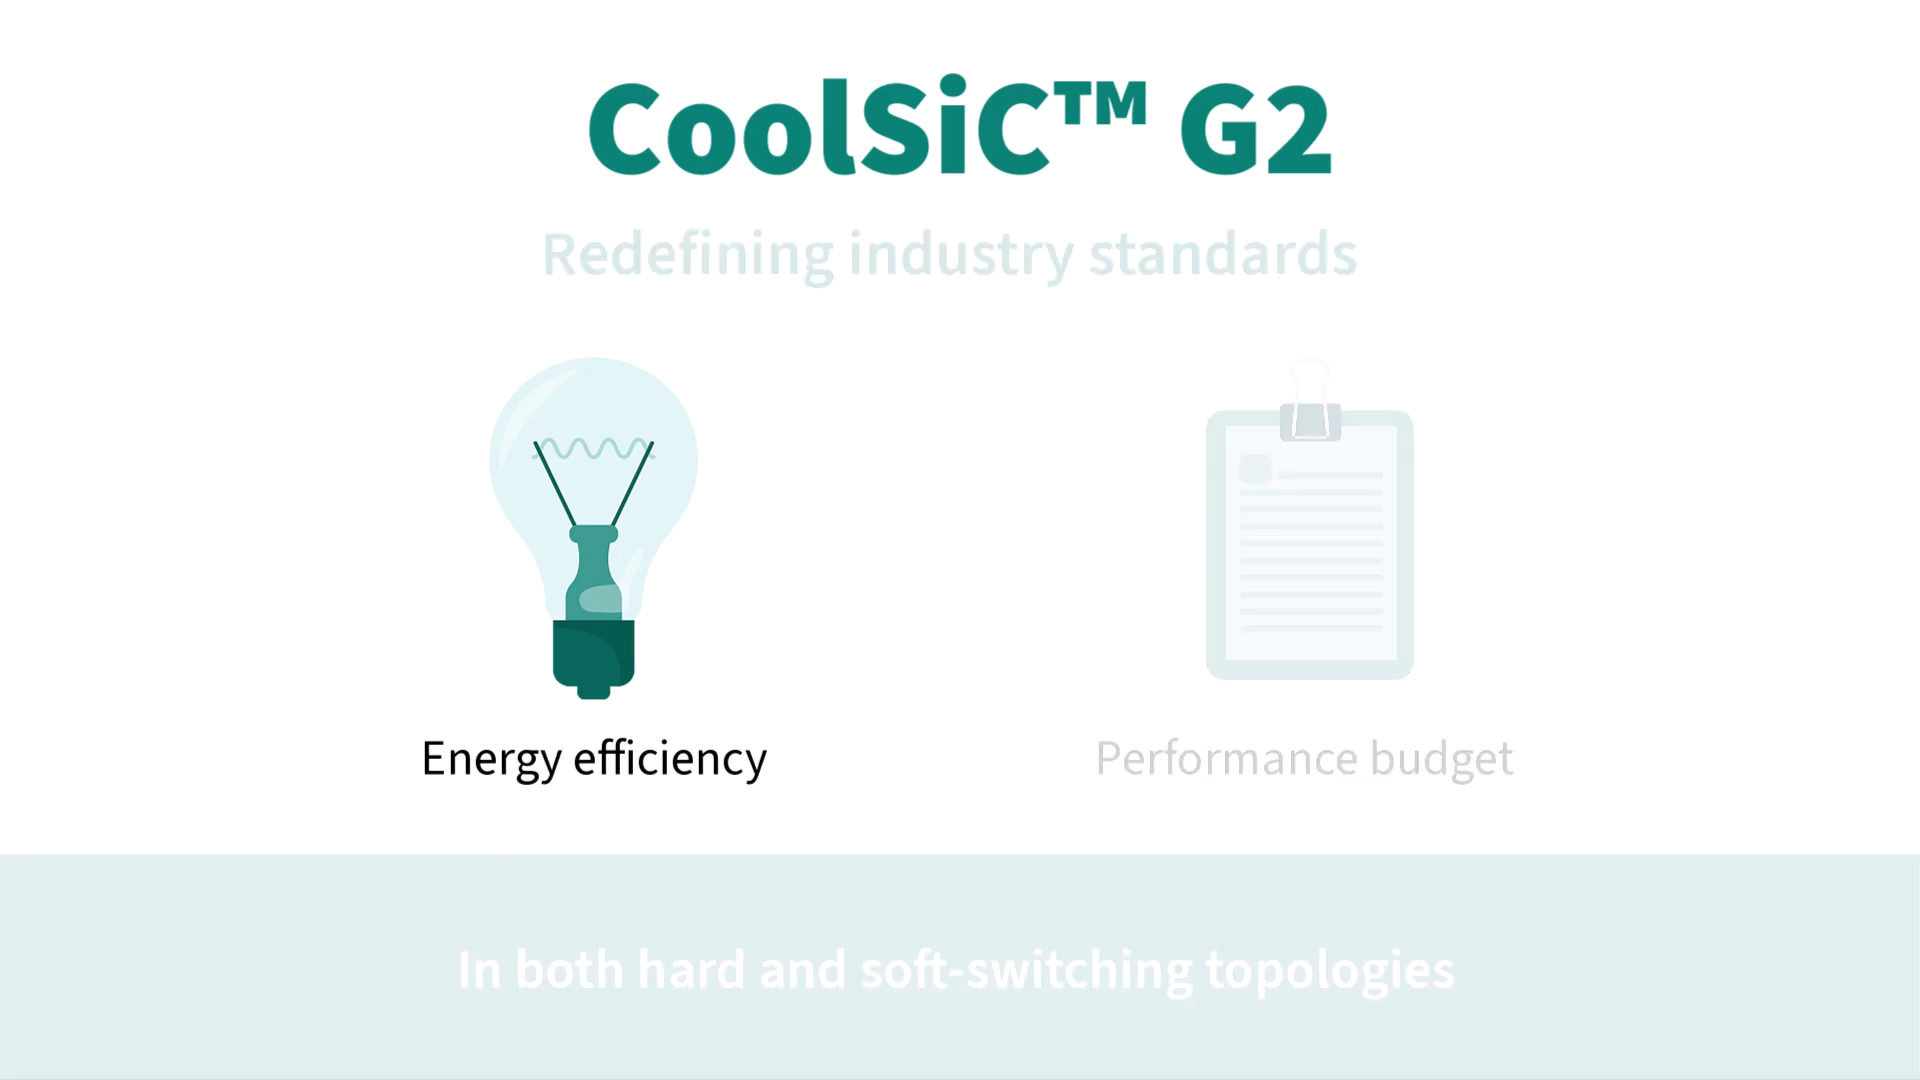 CoolSiC™ G2
Redefining industry standards
Energy efficiency
Performance budget
In both hard and soft-switching topologies